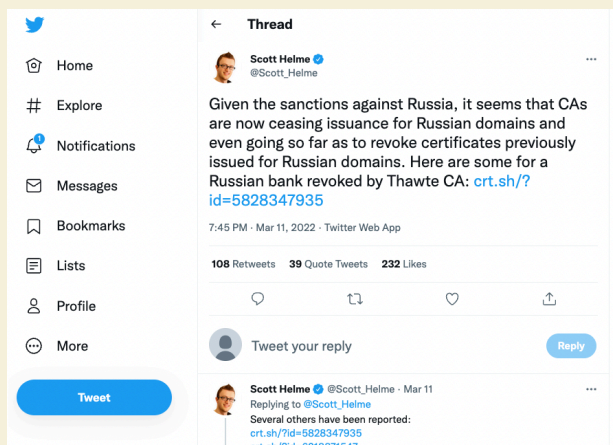 Thread
Home
Explore
1
Notifications
Messages
Bookmarks
Lists
Profile
More
Tweet
Scott Helme
@Scott_Helme
Given the sanctions against Russia, it seems that CAs
are now ceasing issuance for Russian domains and
even going so far as to revoke certificates previously
issued for Russian domains. Here are some for a
Russian bank revoked by Thawte CA: crt.sh/?
id=5828347935
7:45 PM · Mar 11, 2022 · Twitter Web App
108 Retweets 39 Quote Tweets 232 Likes
Tweet your reply
Reply
Scott Helme @Scott_Helme · Mar 11
Replying to @Scott_Helme
Several others have been reported:
crt.sh/?id=5828347935